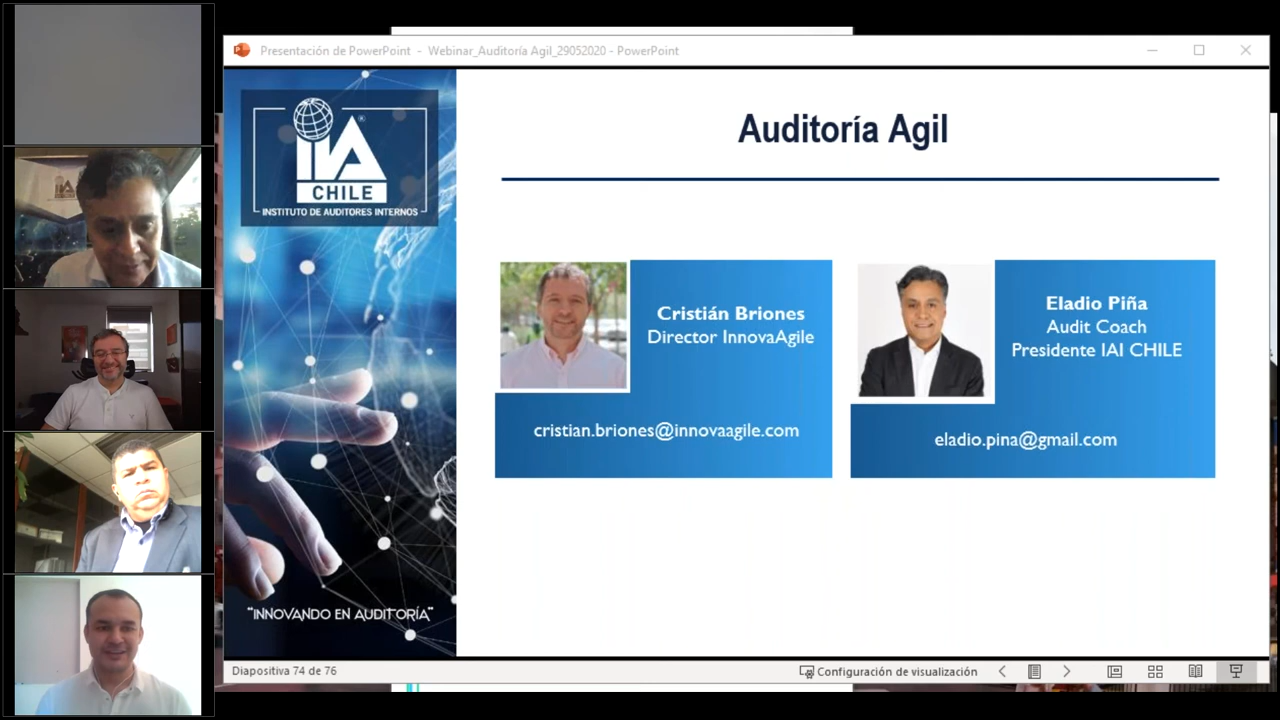 Presentación de PowerPoint - Webinar_Auditoría Agil_29052020 - PowerPoint
IIA
CHILE
INSTITUTO DE AUDITORES INTERNOS
"INNOVANDO EN AUDITORÍA"
Auditoría Agil
Cristián Briones
Director InnovaAgile
cristian.briones@innovaagile.com
Eladio Piña
Audit Coach
Presidente IAI CHILE
eladio.pina@gmail.com
Diapositiva 74 de 76
Configuración de visualización